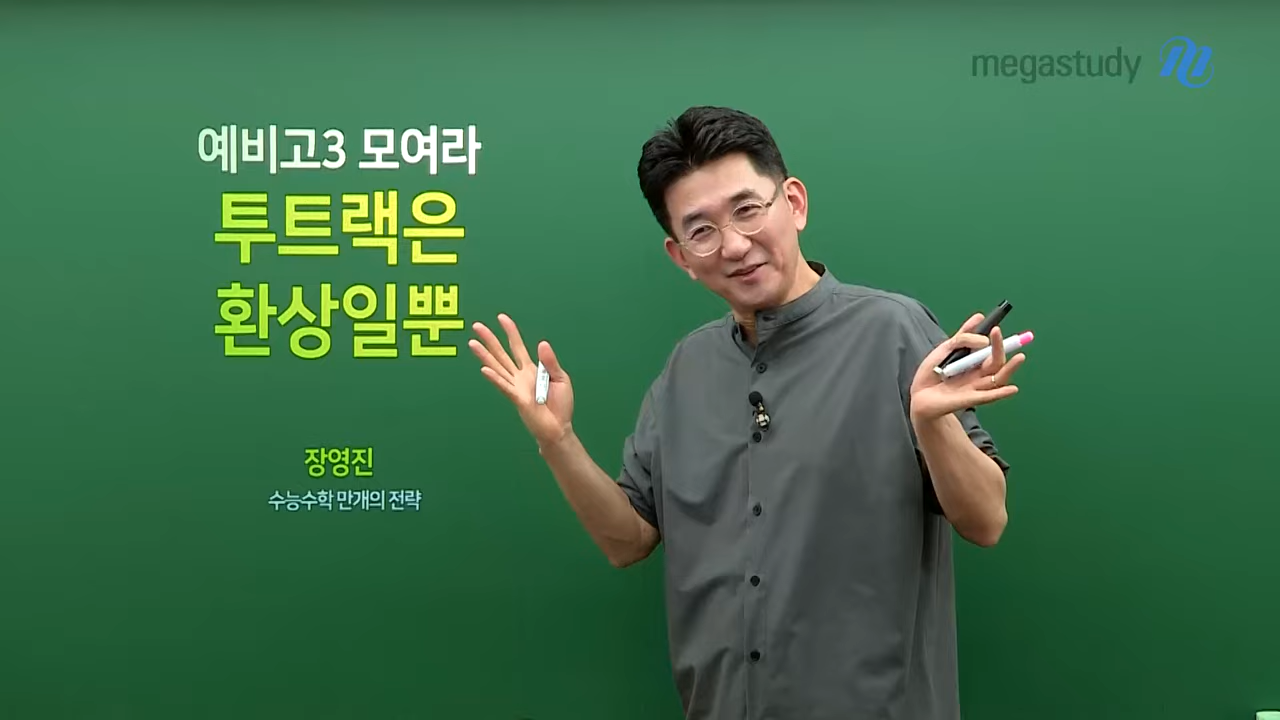 megastudy
예비고3 모여라
투트랙은
환상일뿐
장영진
수능수학 만개의 전략